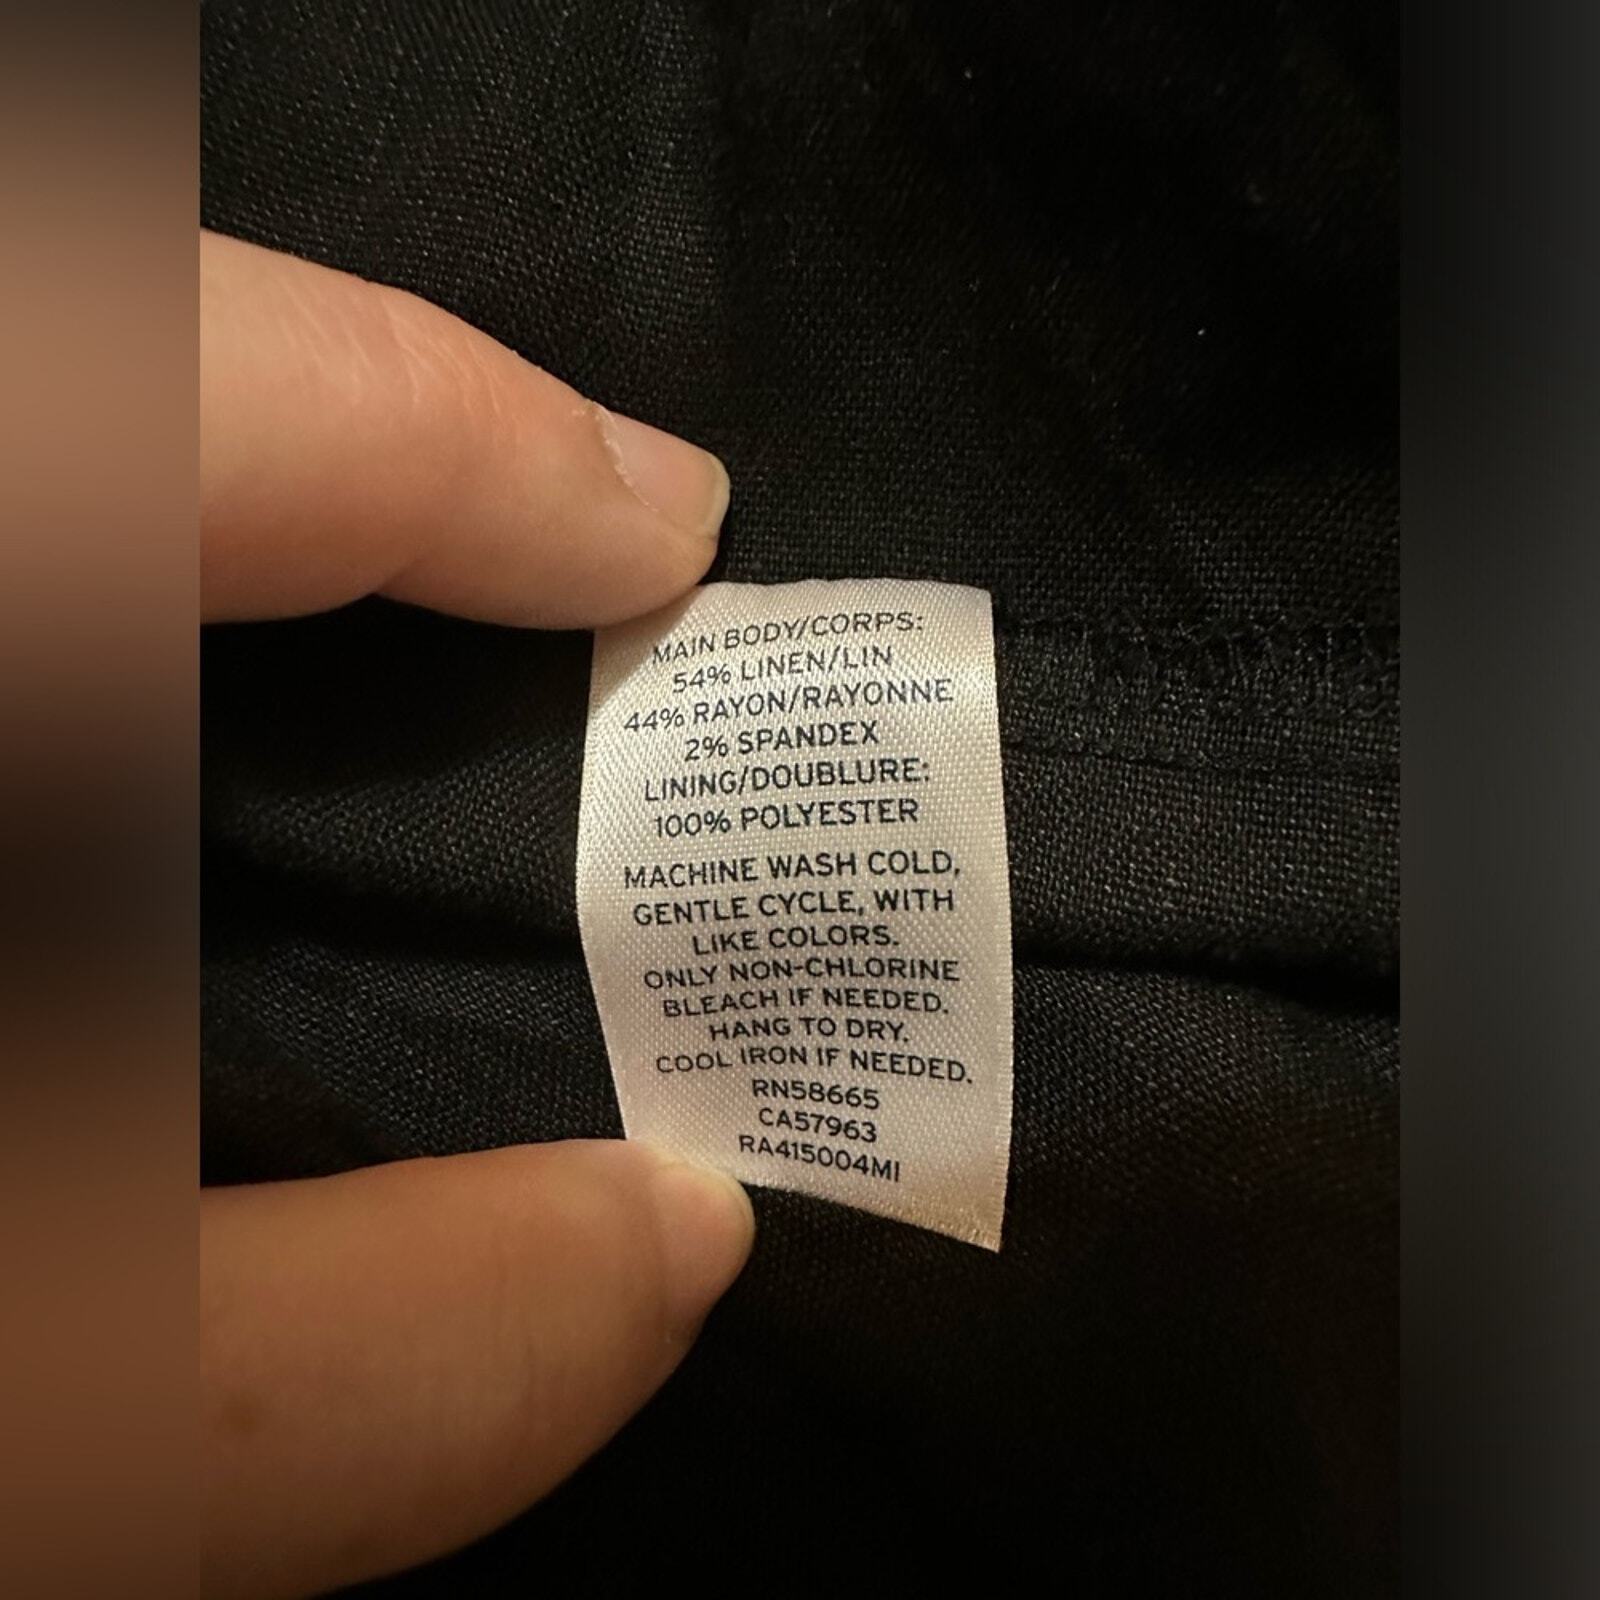 MAIN BODY/CORPS:
54% LINEN/LIN
44% RAYON/RAYONNE
2% SPANDEX
LINING/DOUBLURE:
100% POLYESTER
MACHINE WASH COLD,
GENTLE CYCLE, WITH
LIKE COLORS.
ONLY NON-CHLORINE
BLEACH IF NEEDED.
HANG TO DRY.
COOL IRON IF NEEDED.
RN58665
CA57963
RA415004MI